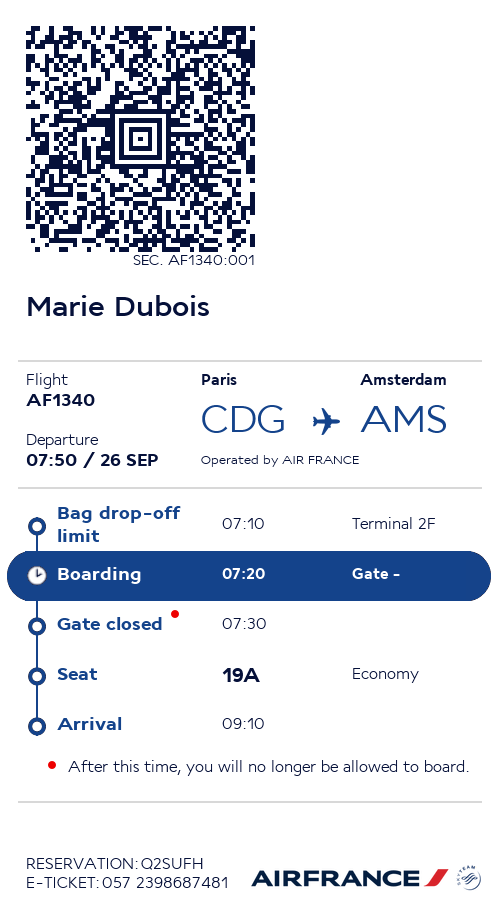 SEC. AF1340:001
Marie Dubois
Flight
AF1340
Departure
07:50 / 26 SEP
Paris Amsterdam
CDG AMS
Operated by AIR FRANCE
Bag drop-off
limit
07:10 Terminal 2F
Boarding 07:20 Gate -
Gate closed 07:30
Seat 19A Economy
Arrival 09:10
After this time, you will no longer be allowed to board.
RESERVATION: Q2SUFH
E-TICKET: 057 2398687481
AIRFRANCE